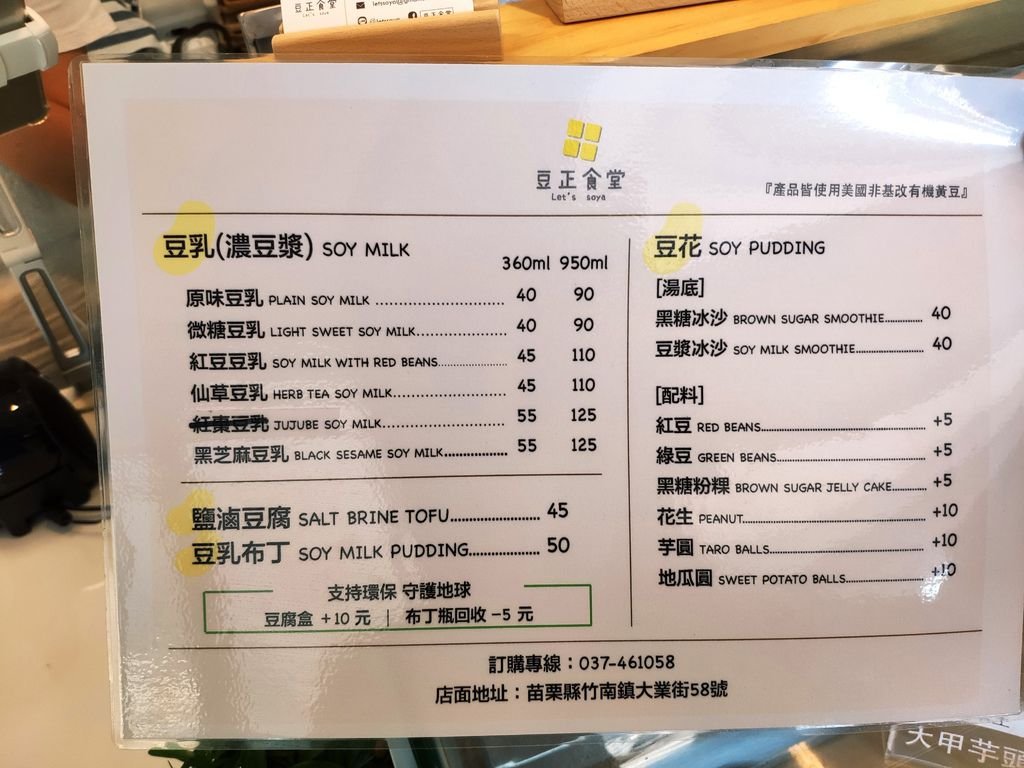 豆正食堂
Let's soya
豆正食堂
豆正食堂
Let's soya
『產品皆使用美國非基改有機黃豆』
豆乳(濃豆漿) SOY MILK
360ml 950ml
原味豆乳 PLAIN SOY MILK 40 90
微糖豆乳 LIGHT SWEET SOY MILK 40 90
紅豆豆乳 SOY MILK WITH RED BEANS 45 110
仙草豆乳 HERB TEA SOY MILK 45 110
紅棗豆乳 JUJUBE SOY MILK 55 125
黑芝麻豆乳 BLACK SESAME SOY MILK 55 125
鹽滷豆腐 SALT BRINE TOFU 45
豆乳布丁 SOY MILK PUDDING 50
支持環保 守護地球
豆腐盒 +10 元 | 布丁瓶回收 -5 元
豆花 SOY PUDDING
[湯底]
黑糖冰沙 BROWN SUGAR SMOOTHIE 40
豆漿冰沙 SOY MILK SMOOTHIE 40
[配料]
紅豆 RED BEANS +5
綠豆 GREEN BEANS +5
黑糖粉粿 BROWN SUGAR JELLY CAKE +5
花生 PEANUT +10
芋圓 TARO BALLS +10
地瓜圓 SWEET POTATO BALLS +10
訂購專線：037-461058
店面地址：苗栗縣竹南鎮大業街58號
大甲芋頭